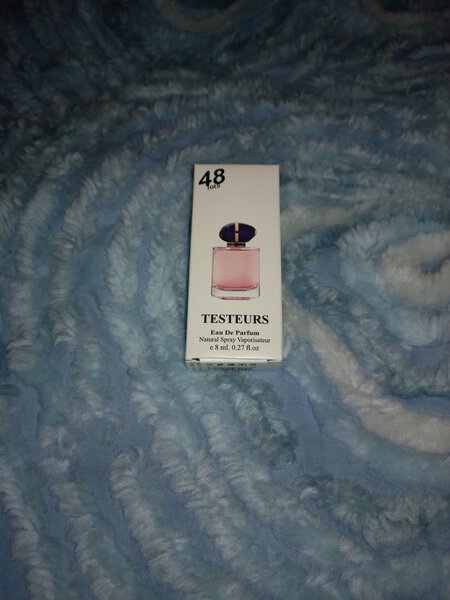 48
HRS
TESTEURS
Eau De Parfum
Natural Spray Vaporisateur
e 8 ml. 0.27 fl.oz